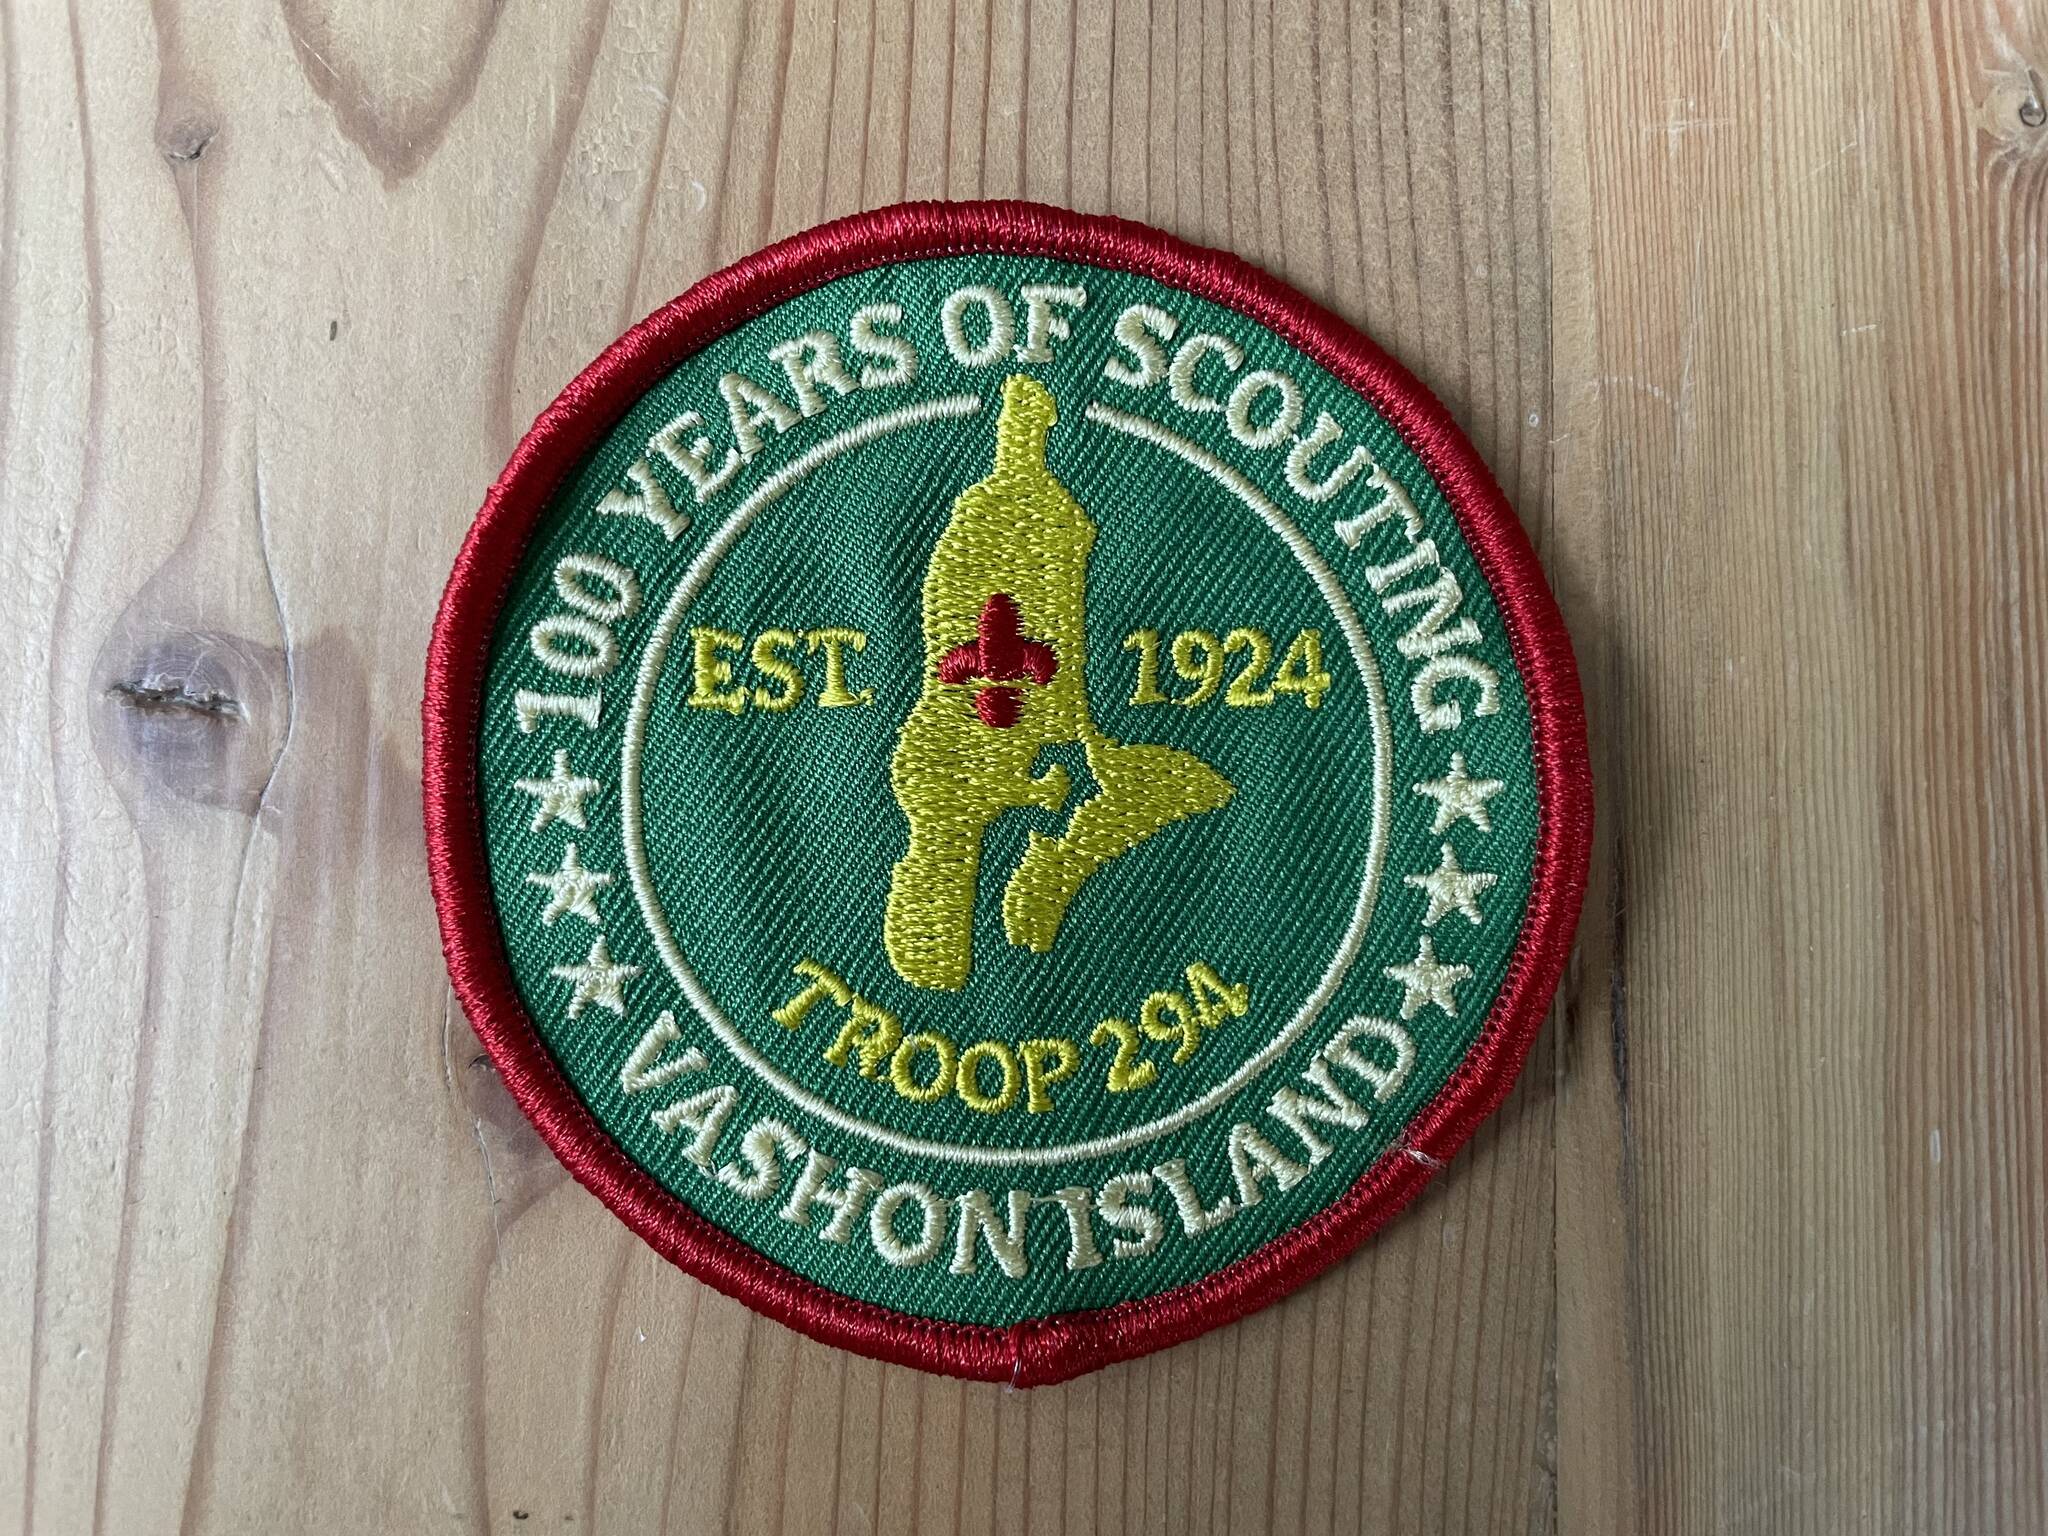 100 YEARS OF SCOUTING
EST. 1924
TROOP 294
VASHON ISLAND